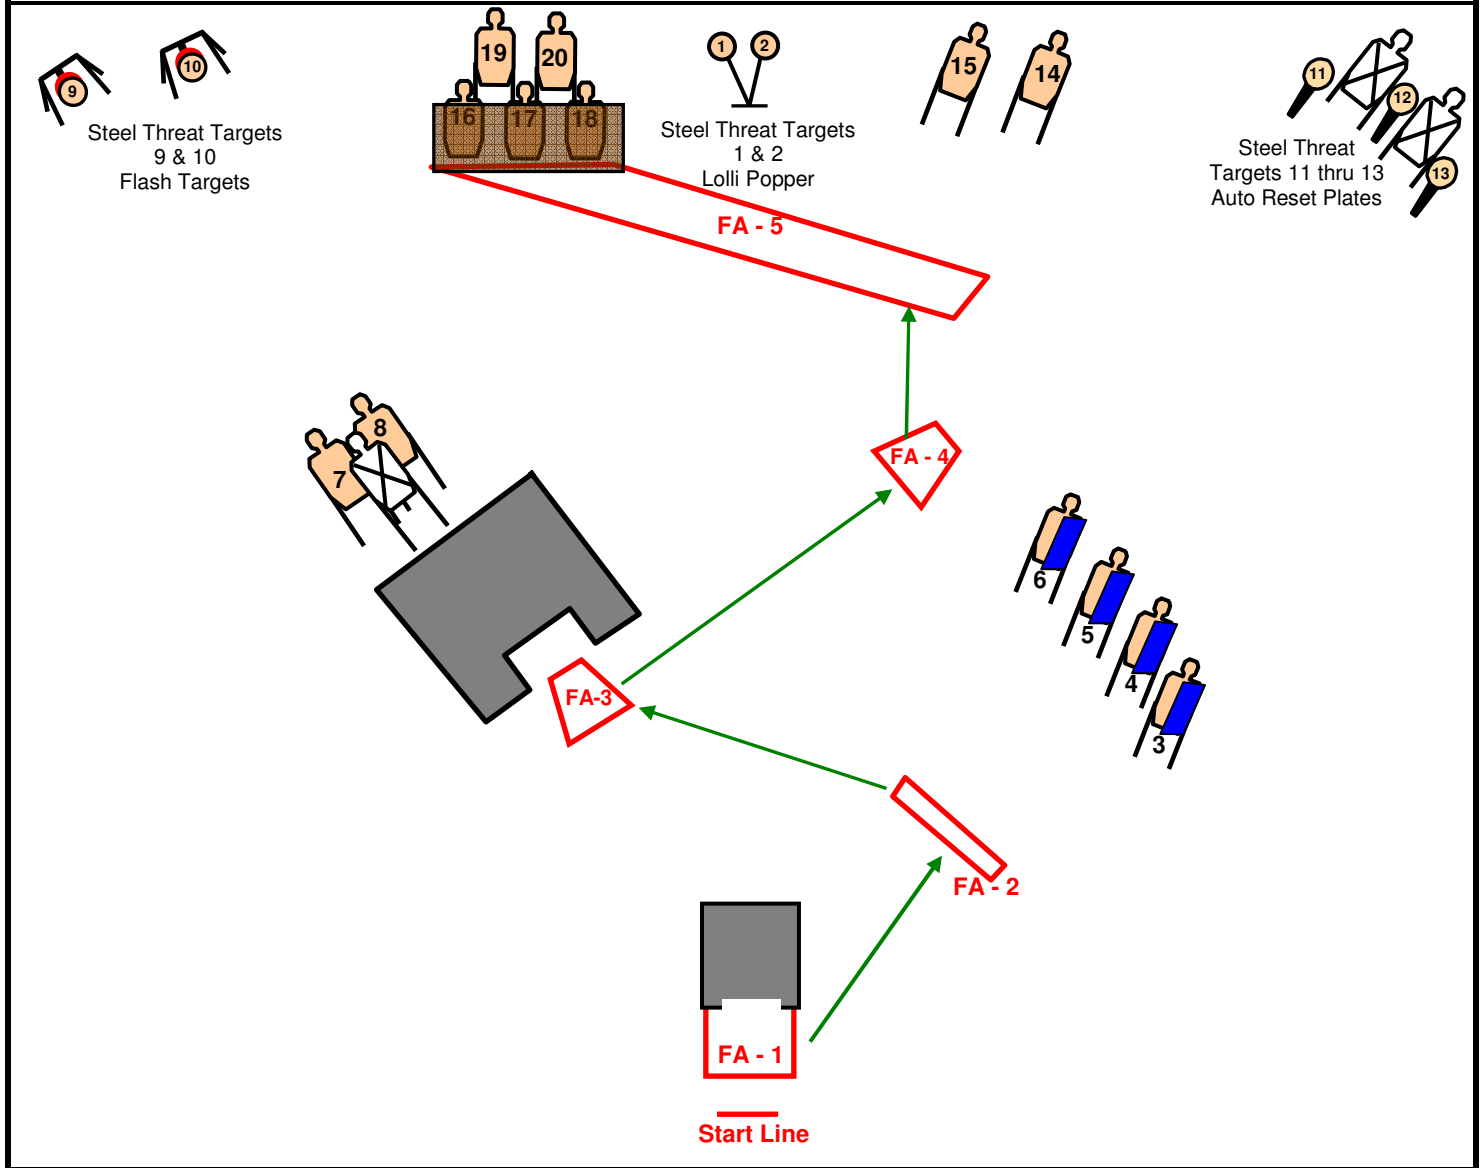 19
20
1
2
15
14
9
10
11
12
13
16
17
18
Steel Threat Targets
9 & 10
Flash Targets
Steel Threat Targets
1 & 2
Lolli Popper
Steel Threat
Targets 11 thru 13
Auto Reset Plates
FA - 5
8
7
FA - 4
6
5
4
3
FA-3
FA - 2
FA - 1
Start Line